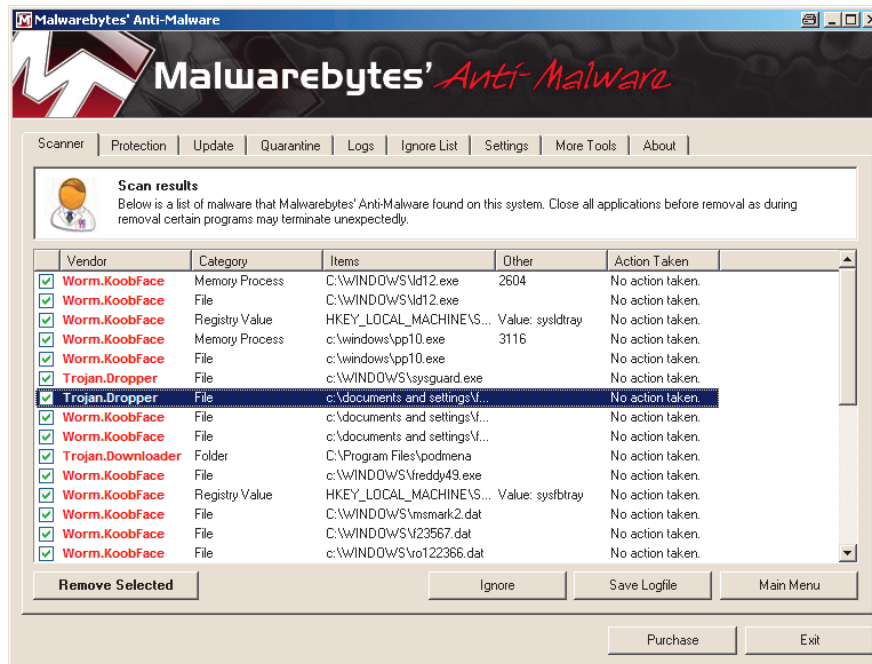 Malwarebytes' Anti-Malware
Malwarebytes' Anti-Malware
Scanner Protection Update Quarantine Logs Ignore List Settings More Tools About
Scan results
Below is a list of malware that Malwarebytes' Anti-Malware found on this system. Close all applications before removal as during
removal certain programs may terminate unexpectedly.
Vendor Category Items Other Action Taken
Worm.KoobFace Memory Process C:\WINDOWS\ld12.exe 2604 No action taken.
Worm.KoobFace File C:\WINDOWS\ld12.exe No action taken.
Worm.KoobFace Registry Value HKEY_LOCAL_MACHINE\S... Value: sysldtray No action taken.
Worm.KoobFace Memory Process c:\windows\pp10.exe 3116 No action taken.
Worm.KoobFace File c:\windows\pp10.exe No action taken.
Trojan.Dropper File c:\WINDOWS\sysguard.exe No action taken.
Trojan.Dropper File c:\documents and settings\f... No action taken.
Worm.KoobFace File c:\documents and settings\f... No action taken.
Worm.KoobFace File c:\documents and settings\f... No action taken.
Trojan.Downloader Folder C:\Program Files\podmena No action taken.
Worm.KoobFace File c:\WINDOWS\freddy49.exe No action taken.
Worm.KoobFace Registry Value HKEY_LOCAL_MACHINE\S... Value: sysfbtray No action taken.
Worm.KoobFace File C:\WINDOWS\msmark2.dat No action taken.
Worm.KoobFace File C:\WINDOWS\f23567.dat No action taken.
Worm.KoobFace File c:\WINDOWS\ro122366.dat No action taken.
Remove Selected Ignore Save Logfile Main Menu
Purchase Exit